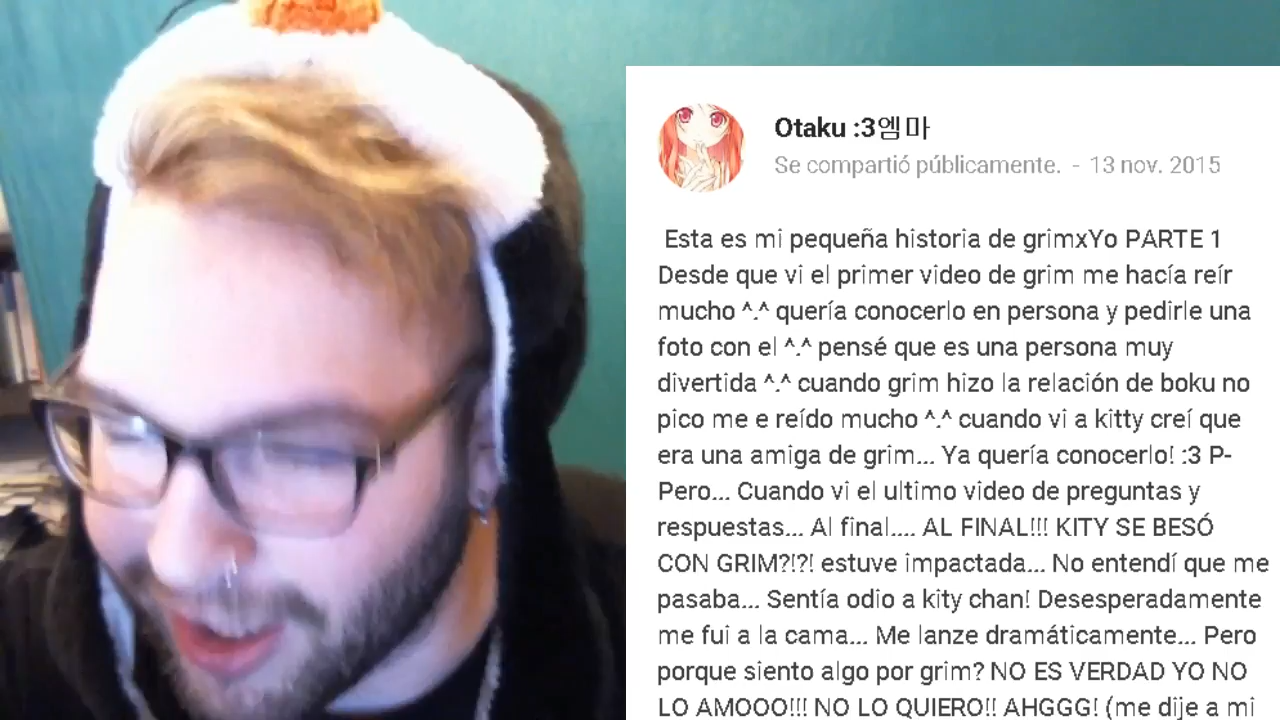 Otaku :3엠마
Se compartió públicamente. - 13 nov. 2015
Esta es mi pequeña historia de grimxYo PARTE 1
Desde que vi el primer video de grim me hacía reír
mucho ^.^ quería conocerlo en persona y pedirle una
foto con el ^.^ pensé que es una persona muy
divertida ^.^ cuando grim hizo la relación de boku no
pico me e reído mucho ^.^ cuando vi a kitty creí que
era una amiga de grim... Ya quería conocerlo! :3 P-
Pero... Cuando vi el ultimo video de preguntas y
respuestas... Al final.... AL FINAL!!! KITY SE BESÓ
CON GRIM?!?! estuve impactada... No entendí que me
pasaba... Sentía odio a kity chan! Desesperadamente
me fui a la cama... Me lanze dramáticamente... Pero
porque siento algo por grim? NO ES VERDAD YO NO
LO AMOOO!!! NO LO QUIERO!! AHGGG! (me dije a mi